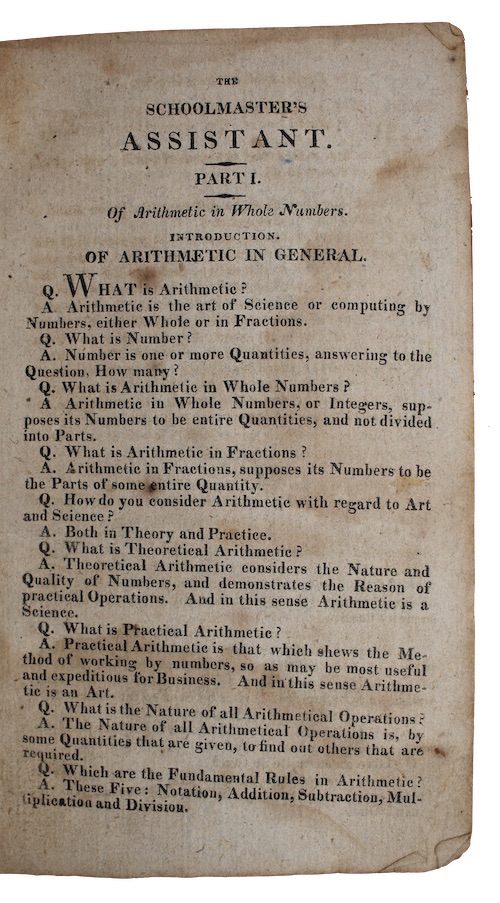 THE
SCHOOLMASTER'S
ASSISTANT.
PART I.
Of Arithmetic in Whole Numbers.
INTRODUCTION.
OF ARITHMETIC IN GENERAL.
Q. WHAT is Arithmetic?
A. Arithmetic is the art of Science or computing by
Numbers, either Whole or in Fractions.
Q. What is Number?
A. Number is one or more Quantities, answering to the
Question, How many?
Q. What is Arithmetic in Whole Numbers?
A Arithmetic in Whole Numbers, or Integers, sup-
poses its Numbers to be entire Quantities, and not divided
into Parts.
Q. What is Arithmetic in Fractions?
A. Arithmetic in Fractions, supposes its Numbers to be
the Parts of some entire Quantity.
Q. How do you consider Arithmetic with regard to Art
and Science?
A. Both in Theory and Practice.
Q. What is Theoretical Arithmetic?
A. Theoretical Arithmetic considers the Nature and
Quality of Numbers, and demonstrates the Reason of
practical Operations. And in this sense Arithmetic is a
Science.
Q. What is Practical Arithmetic?
A. Practical Arithmetic is that which shews the Me-
thod of working by numbers, so as may be most useful
and expeditious for Business. And in this sense Arithme-
tic is an Art.
Q. What is the Nature of all Arithmetical Operations?
A. The Nature of all Arithmetical Operations is, by
some Quantities that are given, to find out others that are
required.
Q. Which are the Fundamental Rules in Arithmetic?
A. These Five: Notation, Addition, Subtraction, Mul-
tiplication and Division.